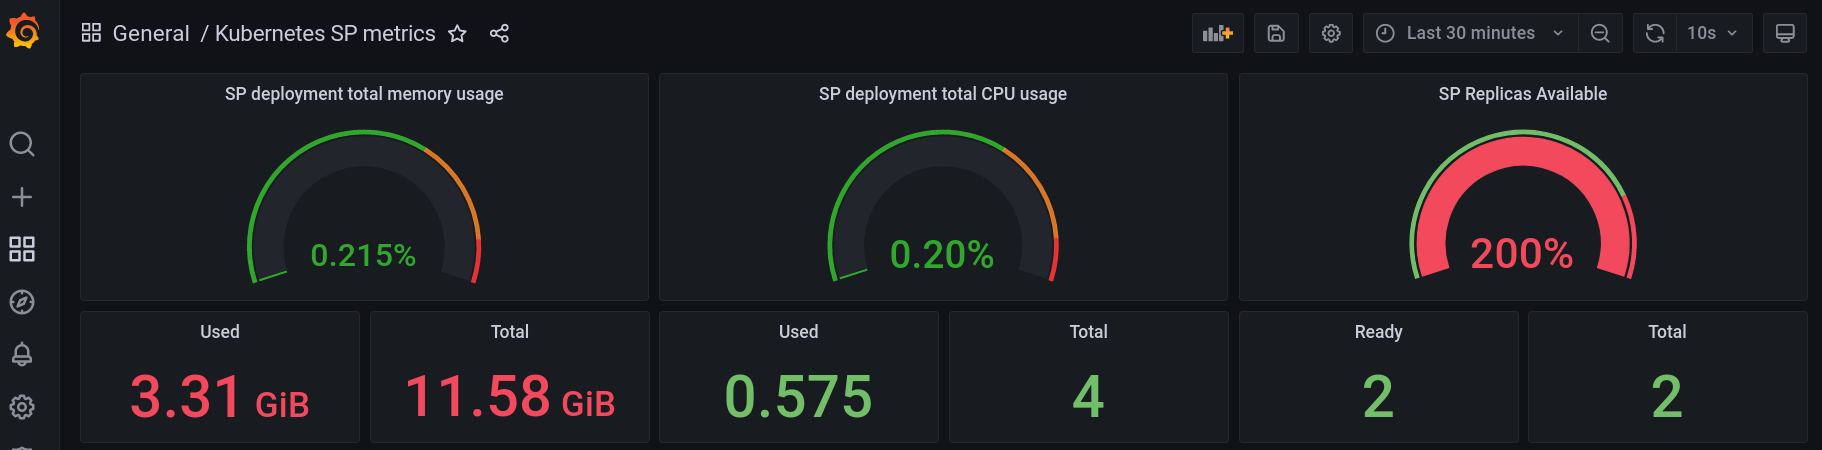 General / Kubernetes SP metrics
Last 30 minutes
10s
SP deployment total memory usage
0.215%
SP deployment total CPU usage
0.20%
SP Replicas Available
200%
Used
3.31 GiB
Total
11.58 GiB
Used
0.575
Total
4
Ready
2
Total
2